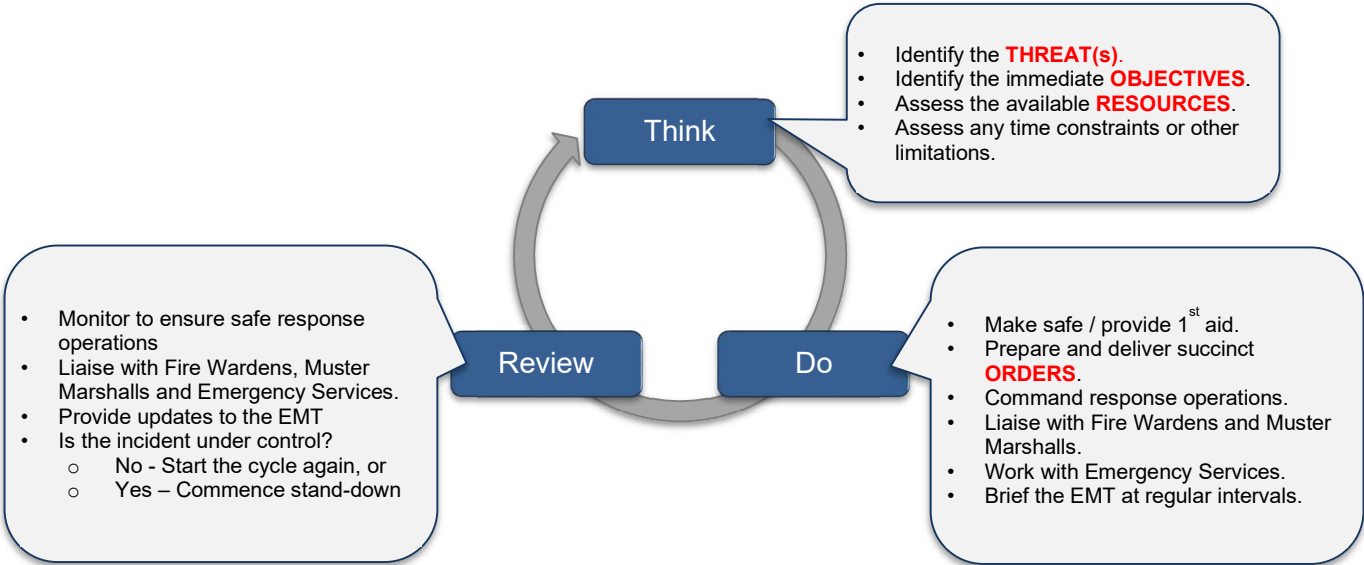 Think
• Identify the THREAT(s).
• Identify the immediate OBJECTIVES.
• Assess the available RESOURCES.
• Assess any time constraints or other
limitations.
Do
• Make safe / provide 1st aid.
• Prepare and deliver succinct
ORDERS.
• Command response operations.
• Liaise with Fire Wardens and Muster
Marshalls.
• Work with Emergency Services.
• Brief the EMT at regular intervals.
Review
• Monitor to ensure safe response
operations
• Liaise with Fire Wardens, Muster
Marshalls and Emergency Services.
• Provide updates to the EMT
• Is the incident under control?
o No - Start the cycle again, or
o Yes – Commence stand-down